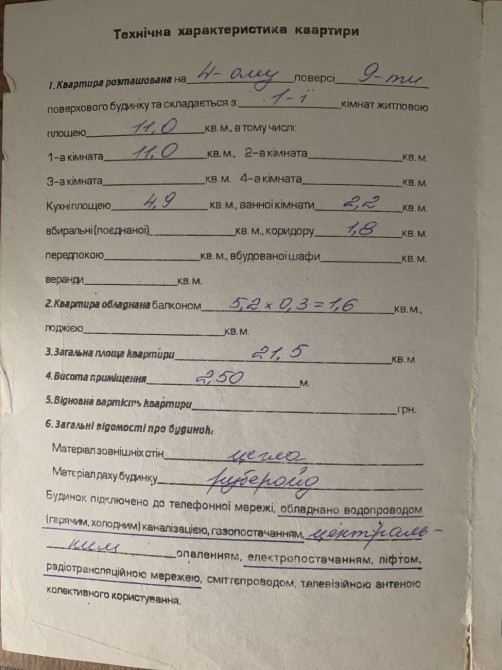 Технічна характеристика квартири
1. Квартира розташована на 4-ому поверсі 9-ти
поверхового будинку та складається з: 1-ї кімнат житловою
площею 11,0 кв. м., в тому числі:
1-а кімната 11,0 кв. м., 2-а кімната кв. м.
3-а кімната кв. м. 4-а кімната кв. м.
Кухні площею 4,9 кв. м., ванної кімнати 2,2 кв. м.
вбиральні (поєднаної) кв. м., коридору 1,8 кв. м.
передпокою кв. м., вбудованої шафи кв. м.
веранди кв. м.
2. Квартира обладнана балконом 5,2 x 0,3 = 1,6 кв. м.,
лоджією кв. м.
3. Загальна площа квартири 21,5 кв. м.
4. Висота приміщення 2,50 м.
5. Відновна вартість квартири грн.
6. Загальні відомості про будинок:
Матеріал зовнішніх стін цегла
Матеріал даху будинку рубероїд
Будинок підключено до телефонної мережі, обладнано водопроводом
(гарячим, холодним) каналізацією, газопостачанням, централь-
ним опаленням, електропостачанням, ліфтом,
радіотрансляційною мережею, сміттєпроводом, телевізійною антеною
колективного користування.